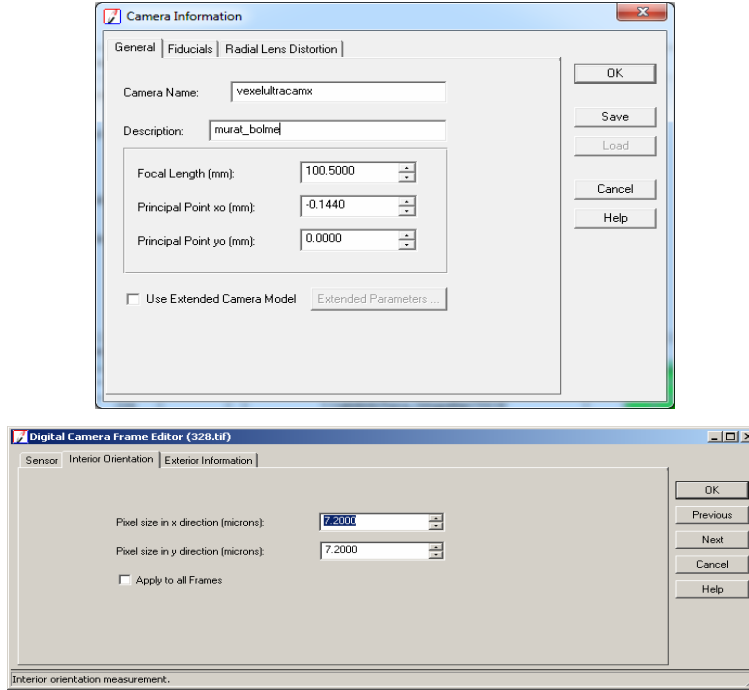 Camera Information
General Fiducials Radial Lens Distortion
OK
Camera Name: vexelultracamx
Save
Description: murat_bolme
Load
Focal Length (mm): 100.5000
Cancel
Principal Point xo (mm): -0.1440
Help
Principal Point yo (mm): 0.0000
Use Extended Camera Model Extended Parameters ...
Digital Camera Frame Editor (328.tif)
Sensor Interior Orientation Exterior Information
OK
Previous
Pixel size in x direction (microns): 7.2000
Next
Pixel size in y direction (microns): 7.2000
Cancel
Apply to all Frames
Help
Interior orientation measurement.